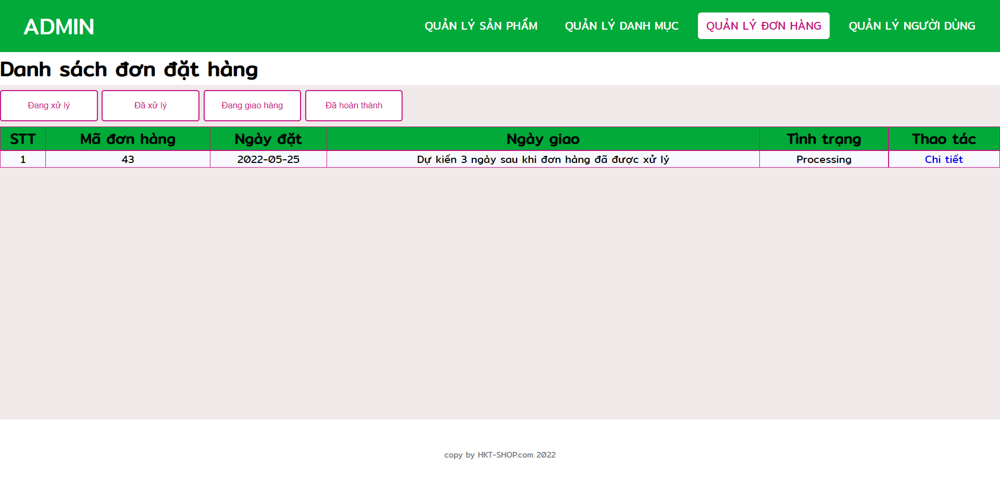 ADMIN
QUẢN LÝ SẢN PHẨM QUẢN LÝ DANH MỤC QUẢN LÝ ĐƠN HÀNG QUẢN LÝ NGƯỜI DÙNG
Danh sách đơn đặt hàng
Đang xử lý Đã xử lý Đang giao hàng Đã hoàn thành
STT Mã đơn hàng Ngày đặt Ngày giao Tình trạng Thao tác
1 43 2022-05-25 Dự kiến 3 ngày sau khi đơn hàng đã được xử lý Processing Chi tiết
copy by HKT-SHOP.com 2022